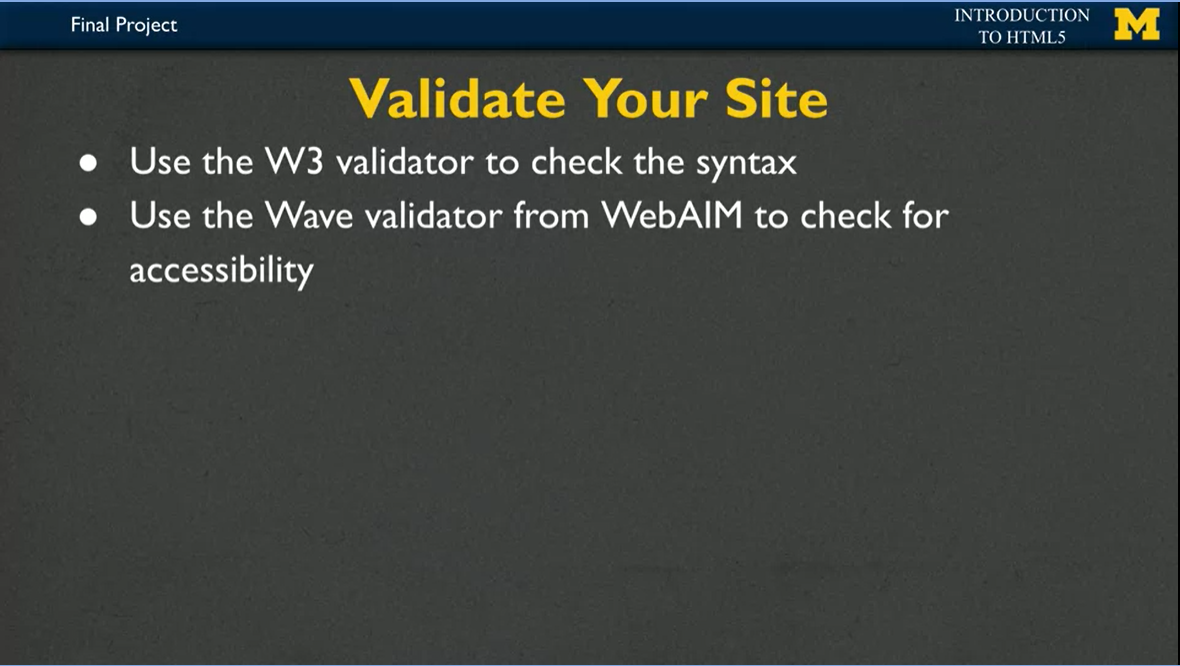 Final Project
INTRODUCTION
TO HTML5
M
Validate Your Site
● Use the W3 validator to check the syntax
● Use the Wave validator from WebAIM to check for
accessibility